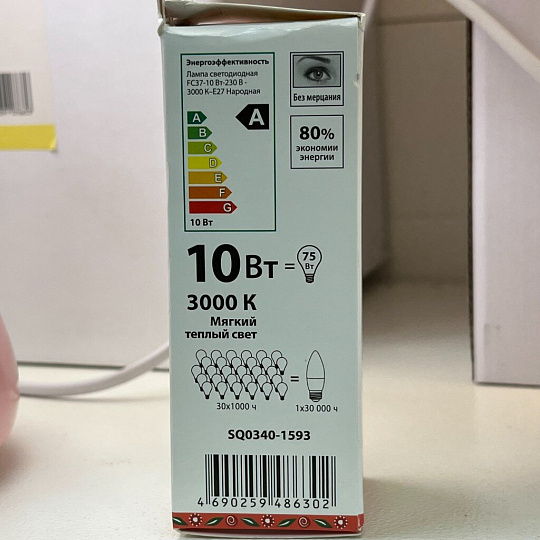 Энергоэффективность
Лампа светодиодная
FC37-10 Вт-230 В -
3000 К–Е27 Народная
A
A
B
C
D
E
F
G
10 Вт
Без мерцания
80%
экономии
энергии
10 Вт = 75 Вт
3000 К
Мягкий
теплый свет
=
30x1000 ч
1x30 000 ч
SQ0340-1593
4 690259 486302